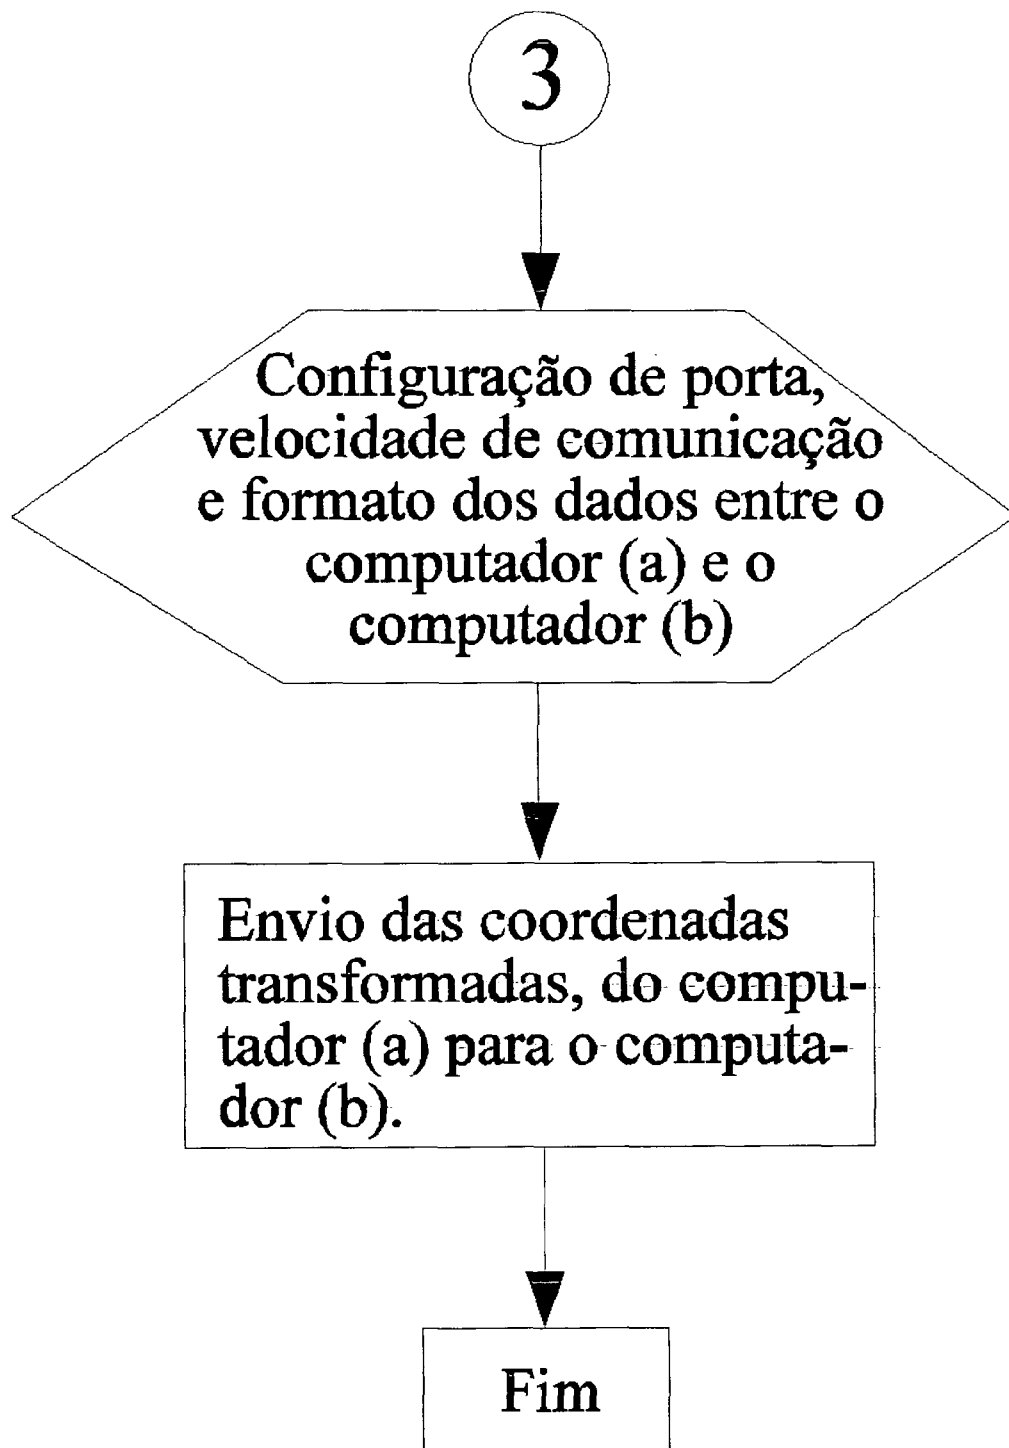 3
Configuração de porta,
velocidade de comunicação
e formato dos dados entre o
computador (a) e o
computador (b)
Envio das coordenadas
transformadas, do compu-
tador (a) para o computa-
dor (b).
Fim